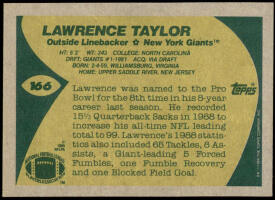 LAWRENCE TAYLOR
Outside Linebacker ☆ New York Giants™
HT: 6'3" WT: 243 COLLEGE: NORTH CAROLINA
DRFT: GIANTS #1-1981 ACQ: VIA DRAFT
BORN: 2-4-59, WILLIAMSBURG, VIRGINIA
HOME: UPPER SADDLE RIVER, NEW JERSEY
166
TOPPS
Lawrence was named to the Pro
Bowl for the 8th time in his 8-year
career last season. He recorded
15½ Quarterback Sacks in 1988 to
increase his all-time NFL leading
total to 99. Lawrence's 1988 statis-
tics also included 65 Tackles, 8 As-
sists, a Giant-leading 5 Forced
Fumbles, one Fumble Recovery
and one Blocked Field Goal.